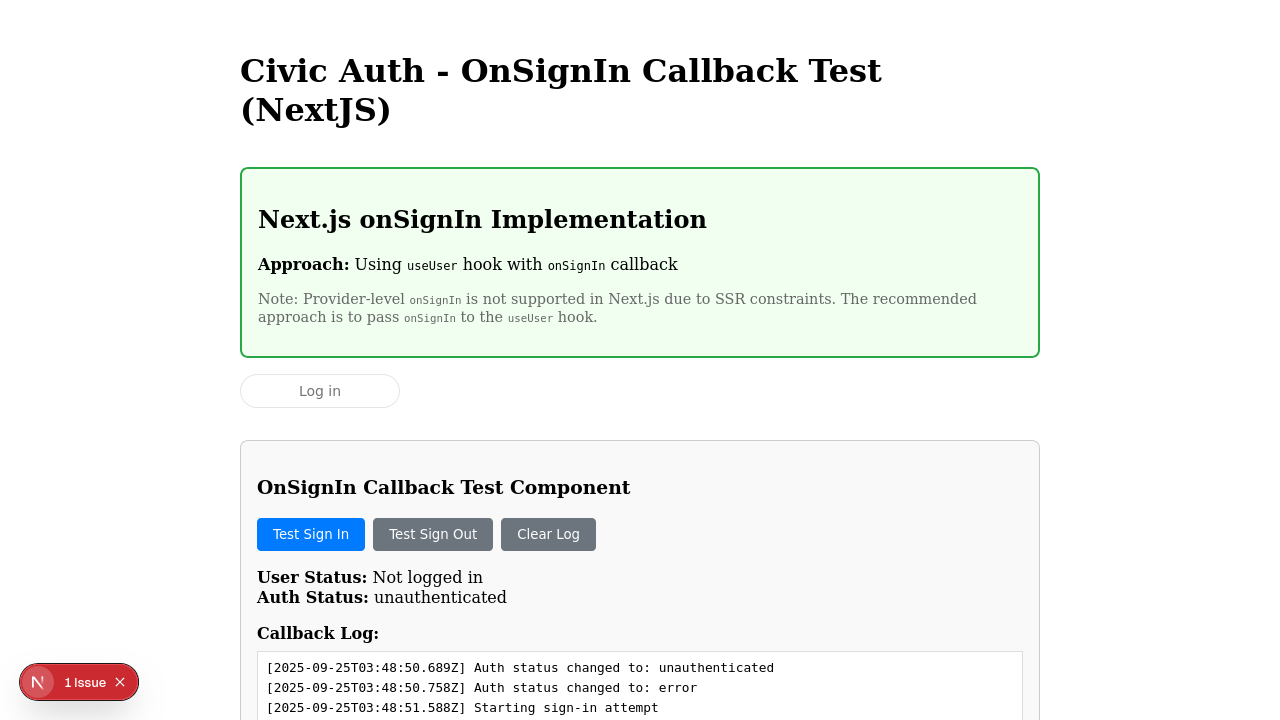 Civic Auth - OnSignIn Callback Test
(NextJS)
Next.js onSignIn Implementation
Approach: Using useUser hook with onSignIn callback
Note: Provider-level onSignIn is not supported in Next.js due to SSR constraints. The recommended
approach is to pass onSignIn to the useUser hook.
Log in
OnSignIn Callback Test Component
Test Sign In Test Sign Out Clear Log
User Status: Not logged in
Auth Status: unauthenticated
Callback Log:
[2025-09-25T03:48:50.689Z] Auth status changed to: unauthenticated
[2025-09-25T03:48:50.758Z] Auth status changed to: error
[2025-09-25T03:48:51.588Z] Starting sign-in attempt
N 1 Issue